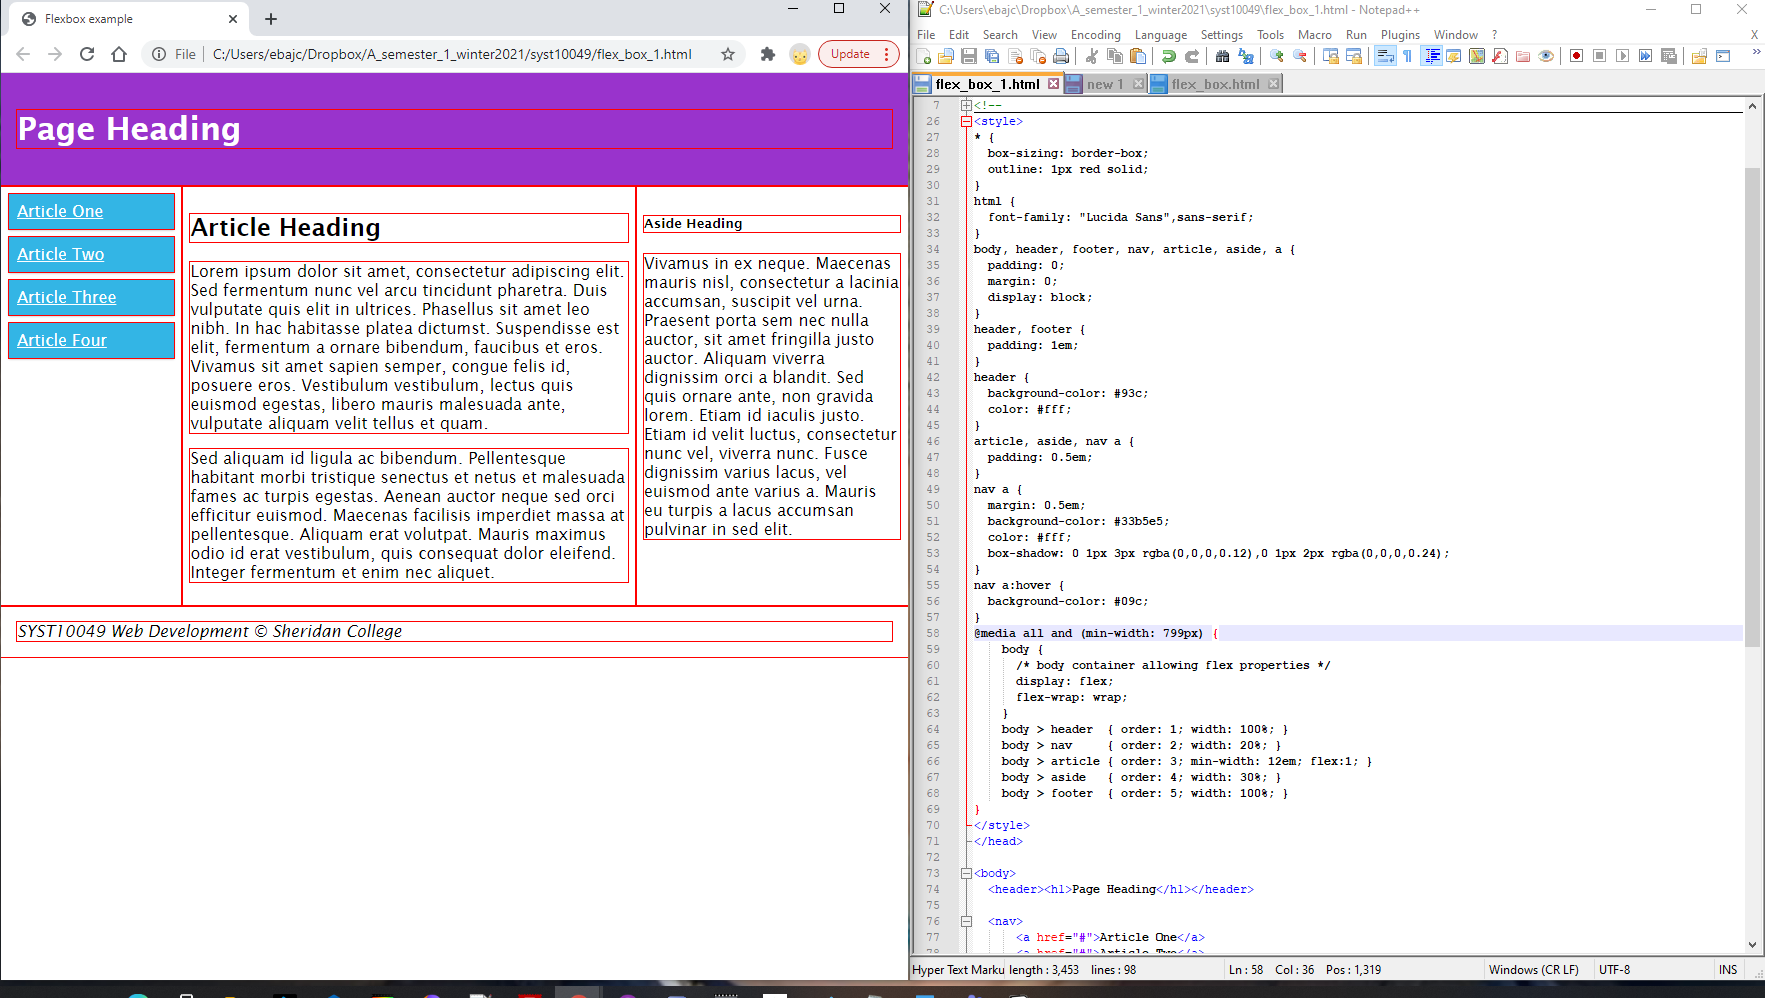 Flexbox example
File
C:/Users/ebajc/Dropbox/A_semester_1_winter2021/syst10049/flex_box_1.html
Update
Page Heading
Article One
Article Two
Article Three
Article Four
Article Heading
Lorem ipsum dolor sit amet, consectetur adipiscing elit.
Sed fermentum nunc vel arcu tincidunt pharetra. Duis
vulputate quis elit in ultrices. Phasellus sit amet leo
nibh. In hac habitasse platea dictumst. Suspendisse est
elit, fermentum a ornare bibendum, faucibus et eros.
Vivamus sit amet sapien semper, congue felis id,
posuere eros. Vestibulum vestibulum, lectus quis
euismod egestas, libero mauris malesuada ante,
vulputate aliquam velit tellus et quam.
Sed aliquam id ligula ac bibendum. Pellentesque
habitant morbi tristique senectus et netus et malesuada
fames ac turpis egestas. Aenean auctor neque sed orci
efficitur euismod. Maecenas facilisis imperdiet massa at
pellentesque. Aliquam erat volutpat. Mauris maximus
odio id erat vestibulum, quis consequat dolor eleifend.
Integer fermentum et enim nec aliquet.
Aside Heading
Vivamus in ex neque. Maecenas
mauris nisl, consectetur a lacinia
accumsan, suscipit vel urna.
Praesent porta sem nec nulla
auctor, sit amet fringilla justo
auctor. Aliquam viverra
dignissim orci a blandit. Sed
quis ornare ante, non gravida
lorem. Etiam id iaculis justo.
Etiam id velit luctus, consectetur
nunc vel, viverra nunc. Fusce
dignissim varius lacus, vel
euismod ante varius a. Mauris
eu turpis a lacus accumsan
pulvinar in sed elit.
SYST10049 Web Development © Sheridan College
C:\Users\ebajc\Dropbox\A_semester_1_winter2021\syst10049\flex_box_1.html - Notepad++
File Edit Search View Encoding Language Settings Tools Macro Run Plugins Window ? X
flex_box_1.html new 1 flex_box.html
7 <!--
26 <style>
27 * {
28 box-sizing: border-box;
29 outline: 1px red solid;
30 }
31 html {
32 font-family: "Lucida Sans",sans-serif;
33 }
34 body, header, footer, nav, article, aside, a {
35 padding: 0;
36 margin: 0;
37 display: block;
38 }
39 header, footer {
40 padding: 1em;
41 }
42 header {
43 background-color: #93c;
44 color: #fff;
45 }
46 article, aside, nav a {
47 padding: 0.5em;
48 }
49 nav a {
50 margin: 0.5em;
51 background-color: #33b5e5;
52 color: #fff;
53 box-shadow: 0 1px 3px rgba(0,0,0,0.12),0 1px 2px rgba(0,0,0,0.24);
54 }
55 nav a:hover {
56 background-color: #09c;
57 }
58 @media all and (min-width: 799px) {
59 body {
60 /* body container allowing flex properties */
61 display: flex;
62 flex-wrap: wrap;
63 }
64 body > header { order: 1; width: 100%; }
65 body > nav { order: 2; width: 20%; }
66 body > article { order: 3; min-width: 12em; flex:1; }
67 body > aside { order: 4; width: 30%; }
68 body > footer { order: 5; width: 100%; }
69 }
70 </style>
71 </head>
72
73 <body>
74 <header><h1>Page Heading</h1></header>
75
76 <nav>
77 <a href="#">Article One</a>
78 <a href="#">Article Two</a>
Hyper Text Marku length : 3,453 lines : 98 Ln : 58 Col : 36 Pos : 1,319 Windows (CR LF) UTF-8 INS